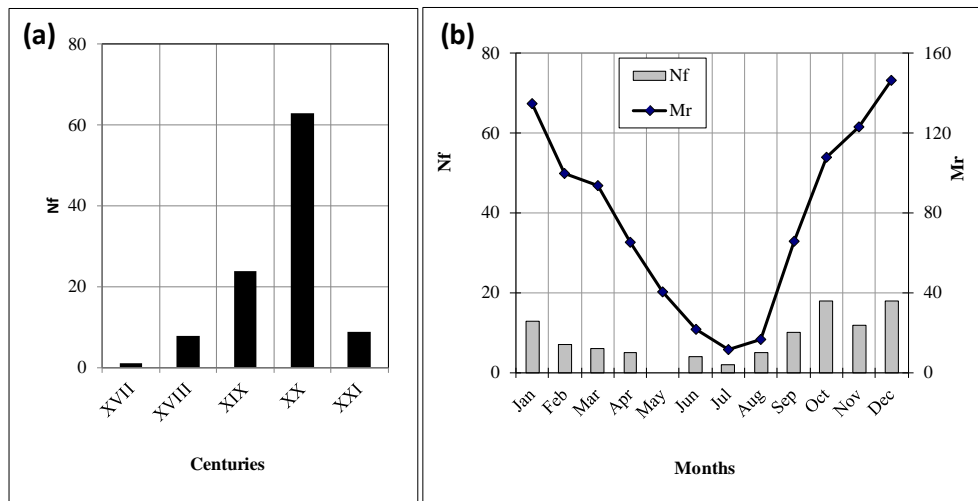 (a)
80
60
40
20
0
Nf
XVII
XVIII
XIX
XX
XXI
Centuries
(b)
80
60
40
20
0
Nf
Nf
Mr
160
120
80
40
0
Mr
Jan
Feb
Mar
Apr
May
Jun
Jul
Aug
Sep
Oct
Nov
Dec
Months